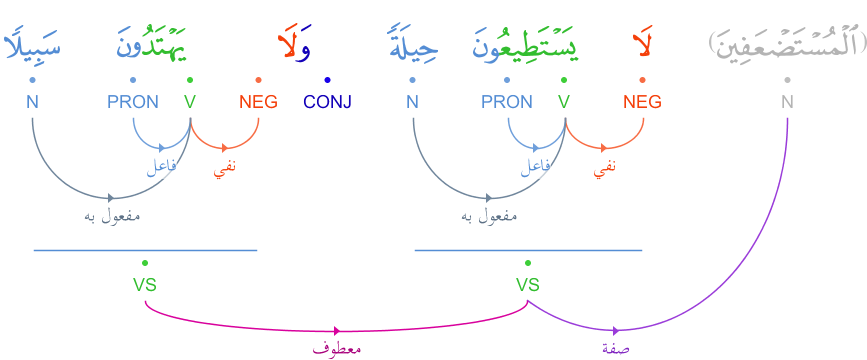 (ٱلْمُسْتَضْعَفِينَ) لَا يَسْتَطِيعُونَ حِيلَةً وَلَا يَهْتَدُونَ سَبِيلًا
N NEG V PRON N CONJ NEG V PRON N
نفي فاعل نفي فاعل
مفعول به مفعول به
VS VS
صفة معطوف